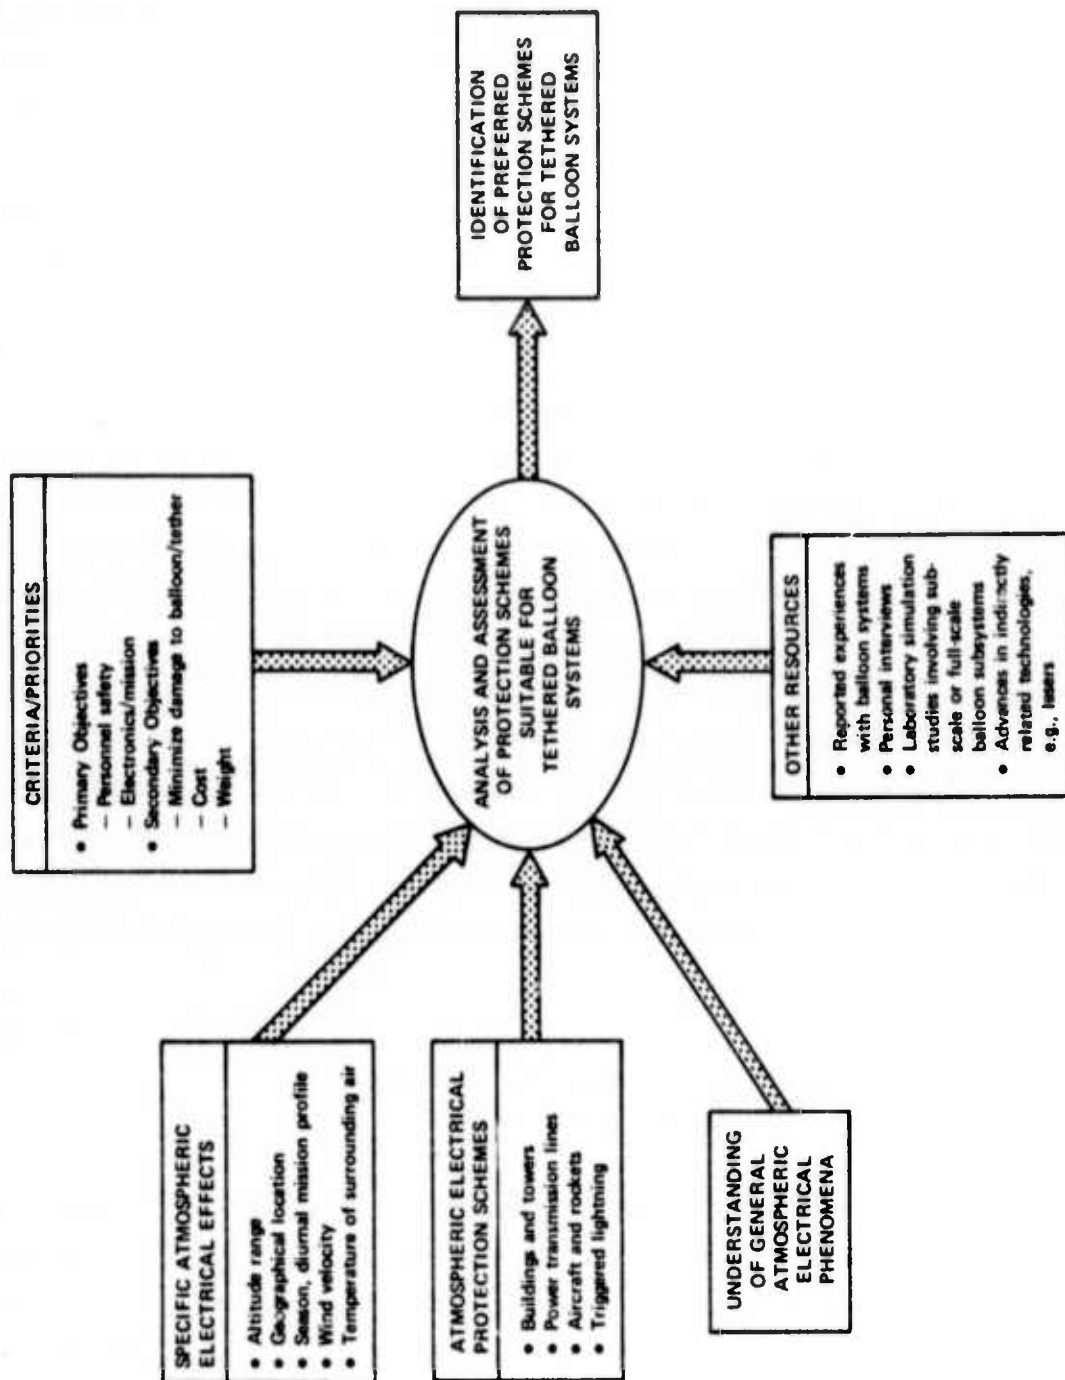 CRITERIA/PRIORITIES
• Primary Objectives
– Personnel safety
– Electronics/mission
• Secondary Objectives
– Minimize damage to balloon/tether
– Cost
– Weight
SPECIFIC ATMOSPHERIC
ELECTRICAL EFFECTS
• Altitude range
• Geographical location
• Season, diurnal mission profile
• Wind velocity
• Temperature of surrounding air
ATMOSPHERIC ELECTRICAL
PROTECTION SCHEMES
• Buildings and towers
• Power transmission lines
• Aircraft and rockets
• Triggered lightning
UNDERSTANDING
OF GENERAL
ATMOSPHERIC
ELECTRICAL
PHENOMENA
ANALYSIS AND ASSESSMENT
OF PROTECTION SCHEMES
SUITABLE FOR
TETHERED BALLOON
SYSTEMS
OTHER RESOURCES
• Reported experiences
with balloon systems
• Personal interviews
• Laboratory simulation
studies involving sub-
scale or full-scale
balloon subsystems
• Advances in indirectly
related technologies,
e.g., lasers
IDENTIFICATION
OF PREFERRED
PROTECTION SCHEMES
FOR TETHERED
BALLOON SYSTEMS